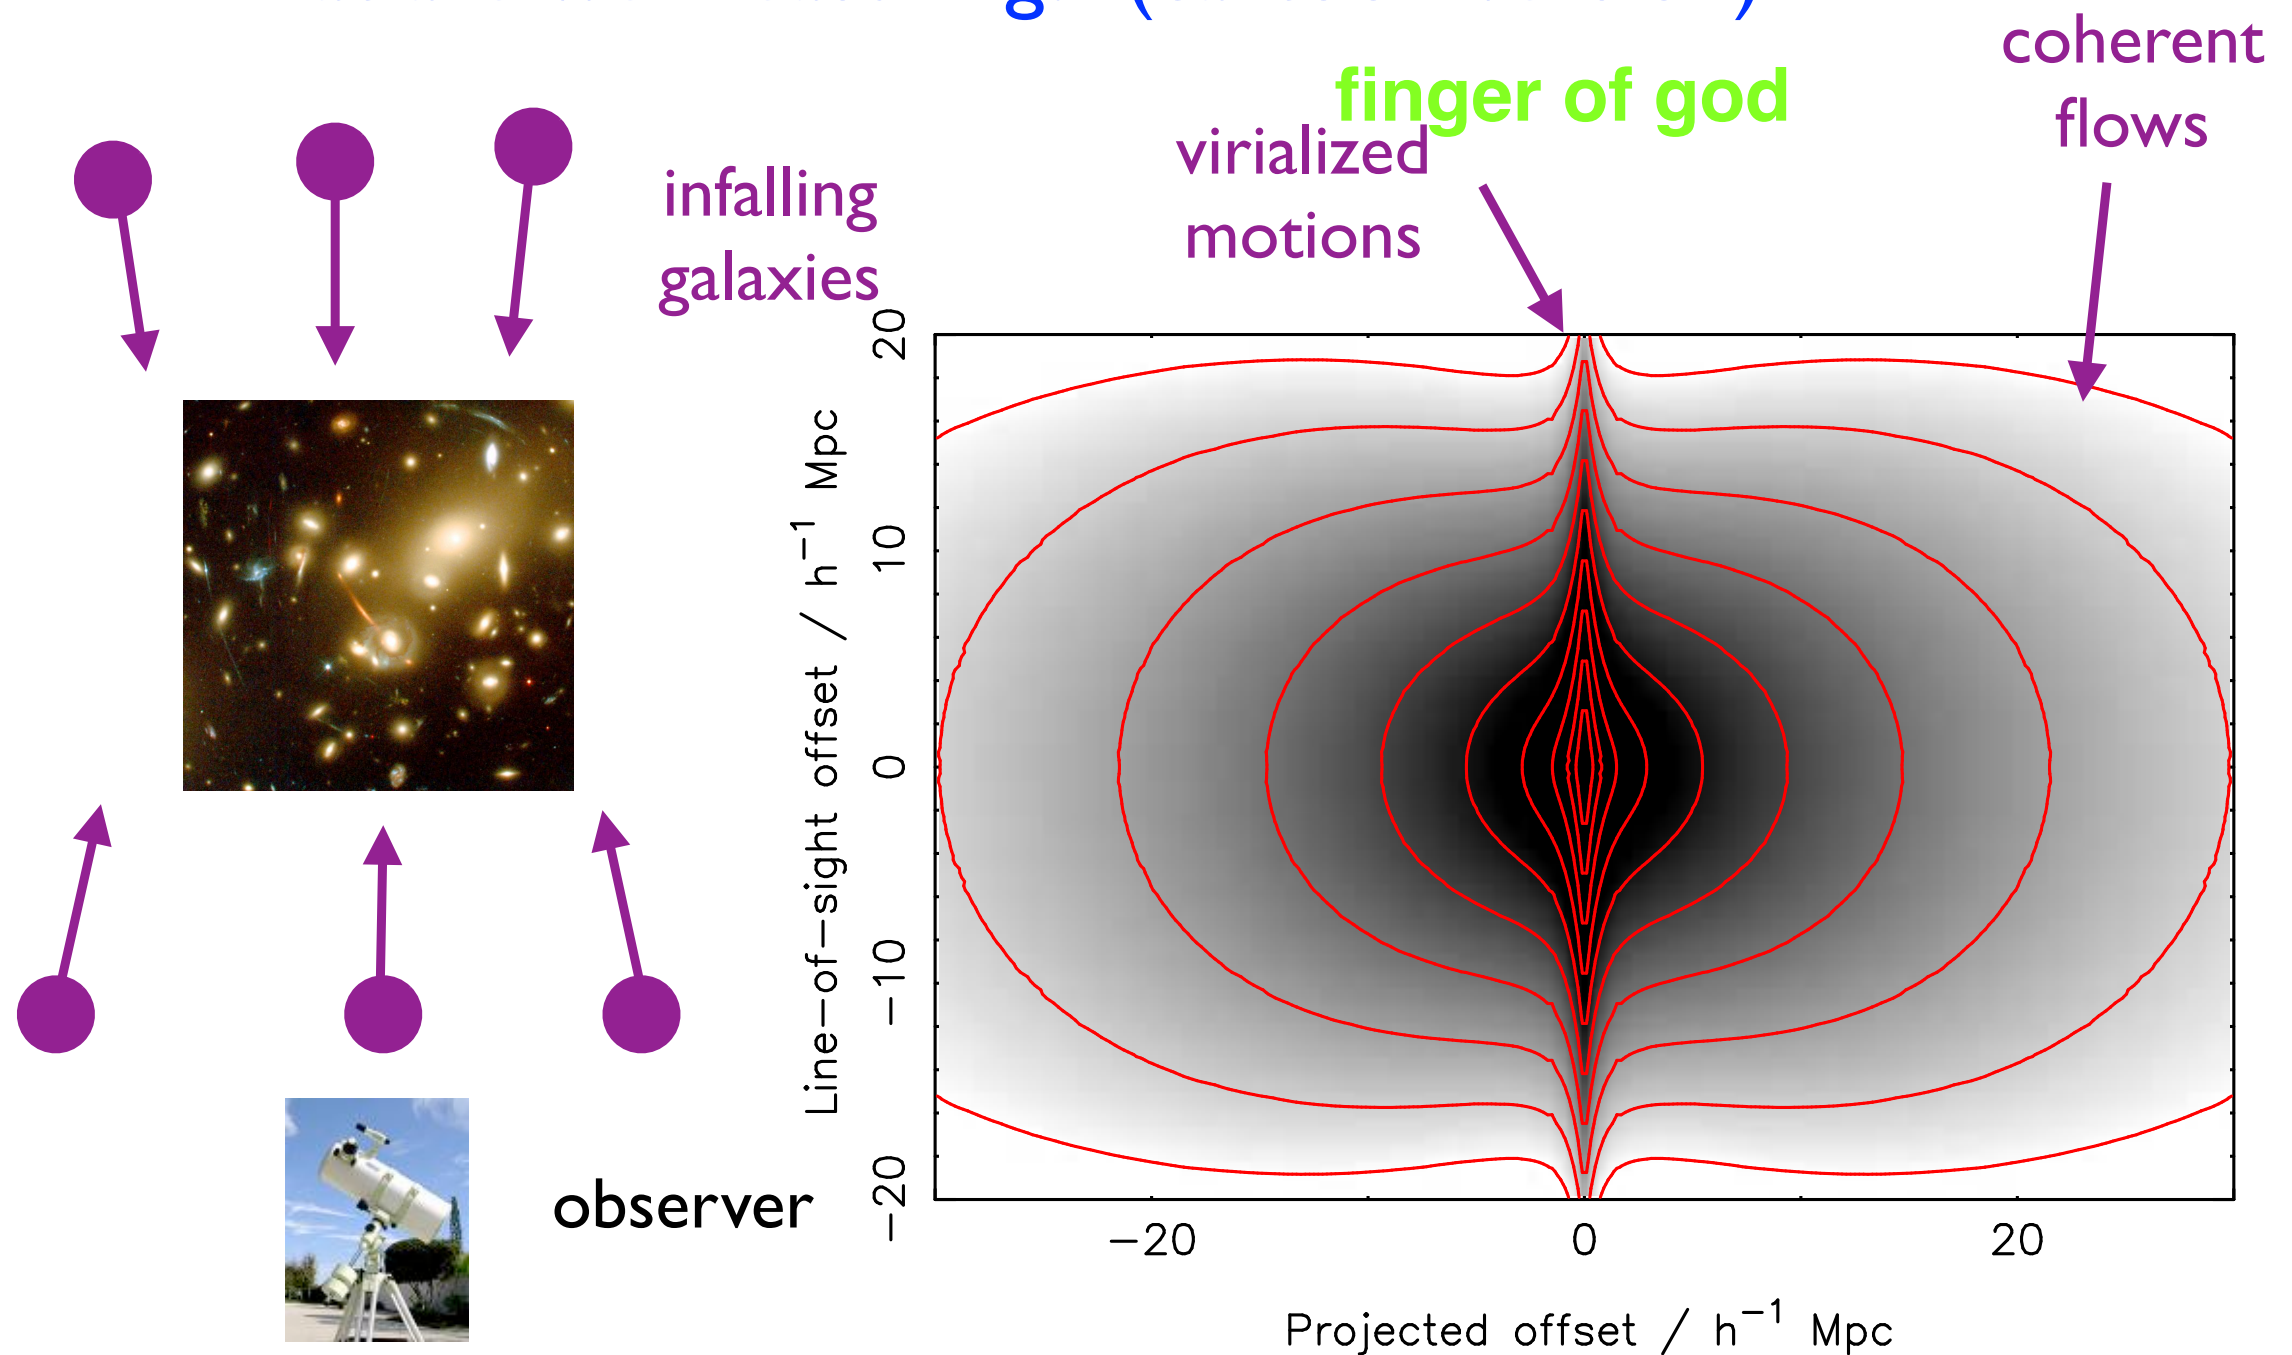 finger of god
coherent
flows
virialized
motions
infalling
galaxies
20
10
0
−10
−20
Line−of−sight offset / h⁻¹ Mpc
−20
0
20
Projected offset / h⁻¹ Mpc
observer